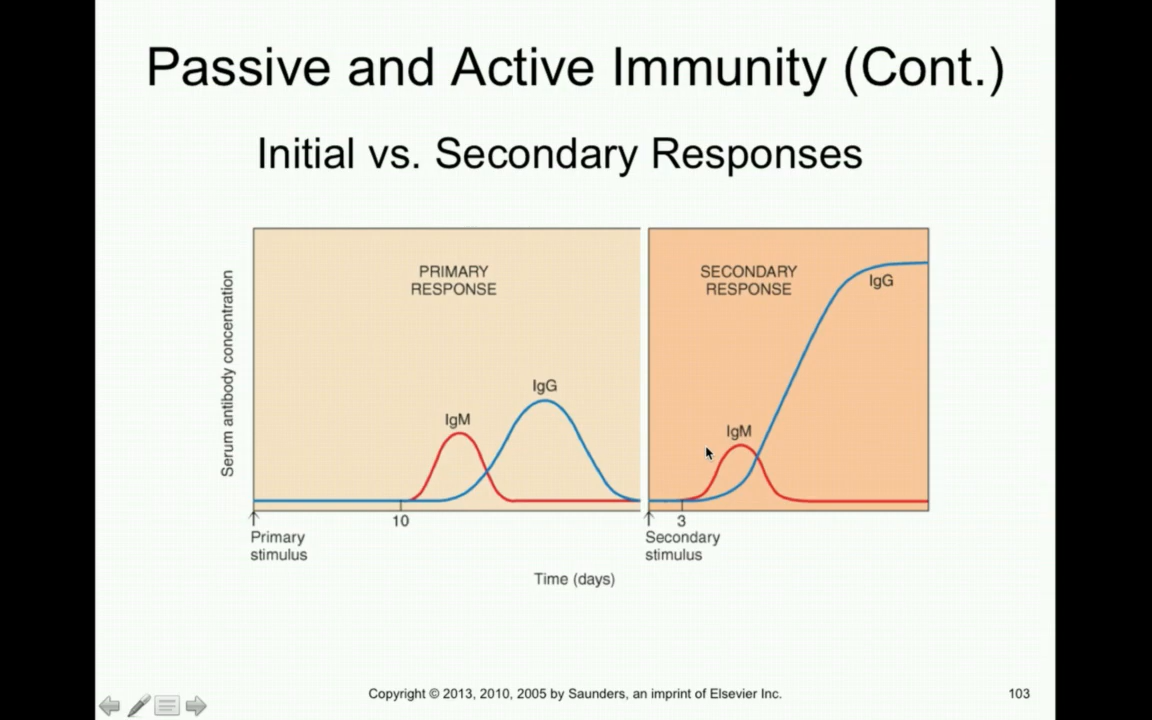 Passive and Active Immunity (Cont.)
Initial vs. Secondary Responses
Serum antibody concentration
PRIMARY
RESPONSE
IgM
IgG
10
Primary
stimulus
SECONDARY
RESPONSE
IgM
IgG
3
Secondary
stimulus
Time (days)
Copyright © 2013, 2010, 2005 by Saunders, an imprint of Elsevier Inc.
103